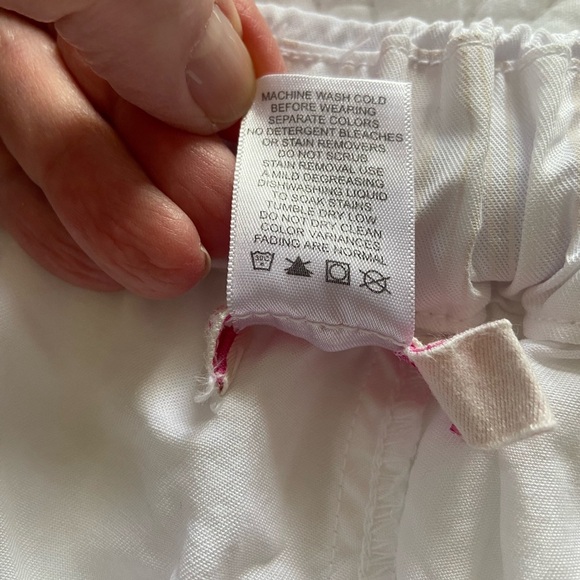 MACHINE WASH COLD
BEFORE WEARING
SEPARATE COLORS
NO DETERGENT BLEACHES
OR STAIN REMOVERS
DO NOT SCRUB
STAIN REMOVAL USE
A MILD DEGREASING
DISHWASHING LIQUID
TO SOAK STAINS
TUMBLE DRY LOW
DO NOT DRY CLEAN
COLOR VARIANCES
FADING ARE NORMAL